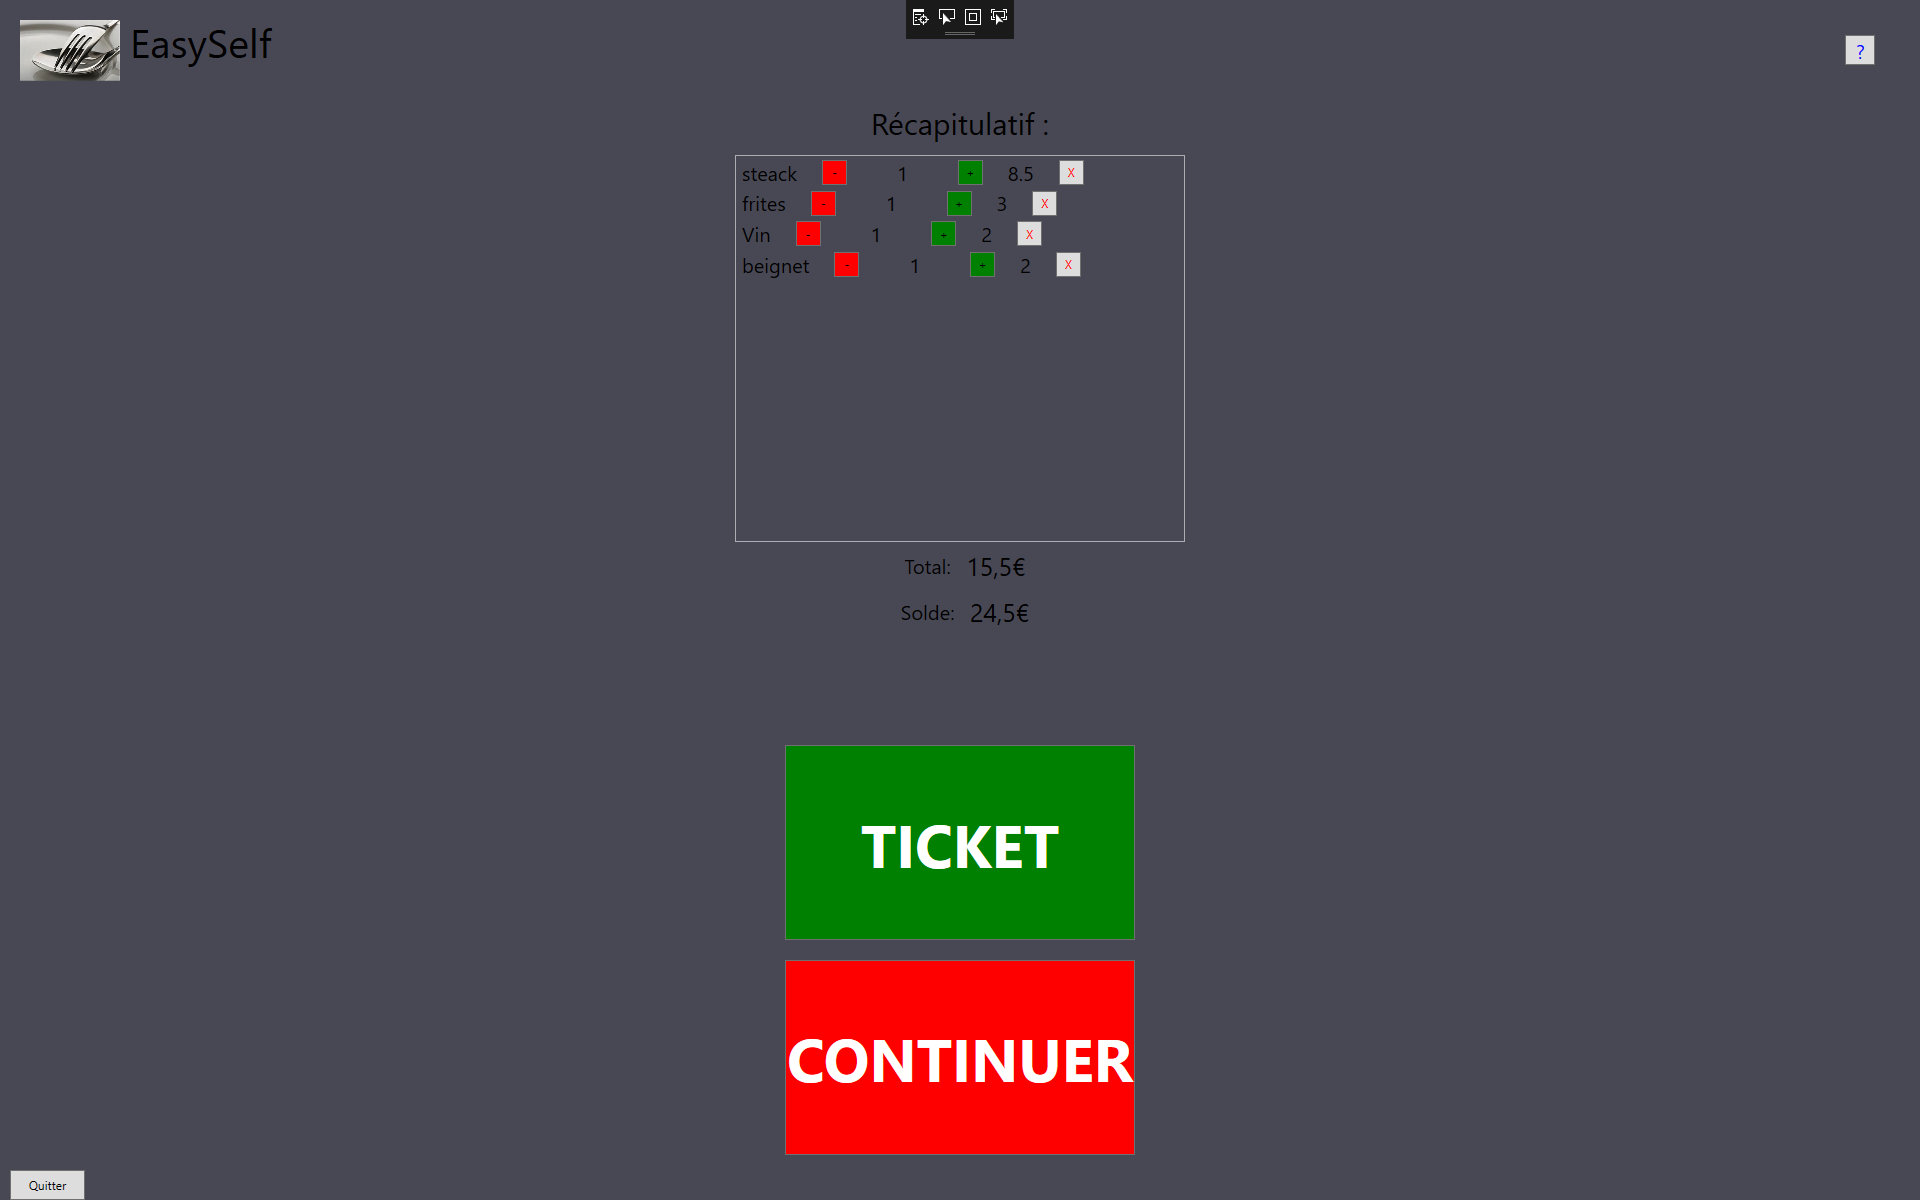 EasySelf
?
Récapitulatif :
steack - 1 + 8.5 X
frites - 1 + 3 X
Vin - 1 + 2 X
beignet - 1 + 2 X
Total: 15,5€
Solde: 24,5€
TICKET
CONTINUER
Quitter